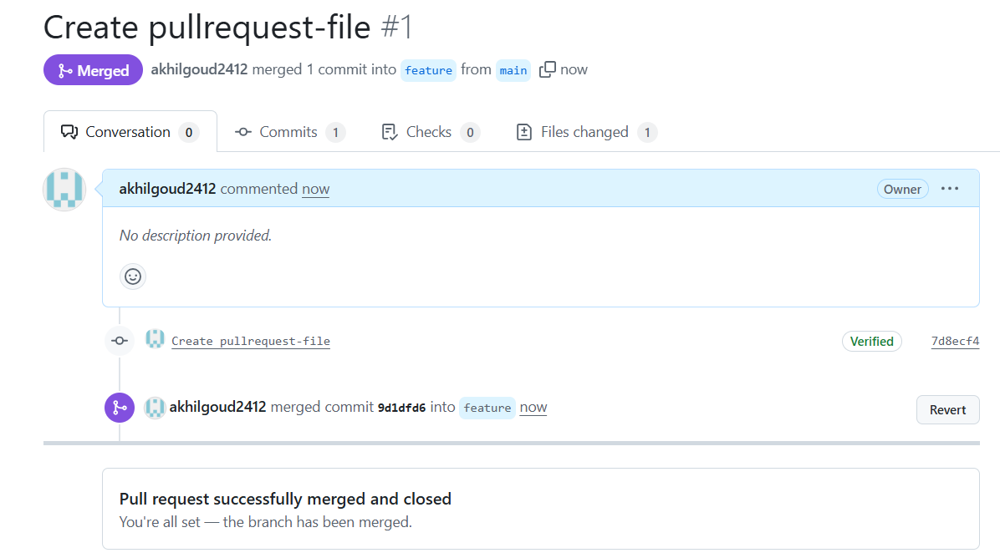 Create pullrequest-file #1
Merged akhilgoud2412 merged 1 commit into feature from main now
Conversation 0 Commits 1 Checks 0 Files changed 1
akhilgoud2412 commented now Owner
No description provided.
Create pullrequest-file Verified 7d8ecf4
akhilgoud2412 merged commit 9d1dfd6 into feature now Revert
Pull request successfully merged and closed
You're all set — the branch has been merged.